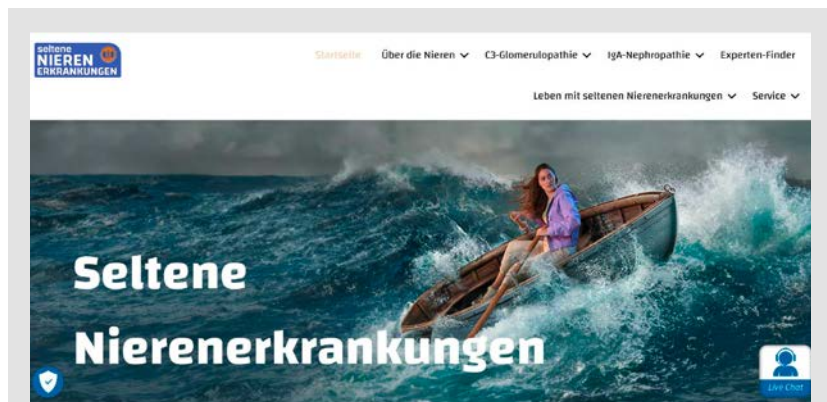 seltene
NIEREN
ERKRANKUNGEN
Startseite Über die Nieren C3-Glomerulopathie IgA-Nephropathie Experten-Finder
Leben mit seltenen Nierenerkrankungen Service
Seltene
Nierenerkrankungen
Live Chat